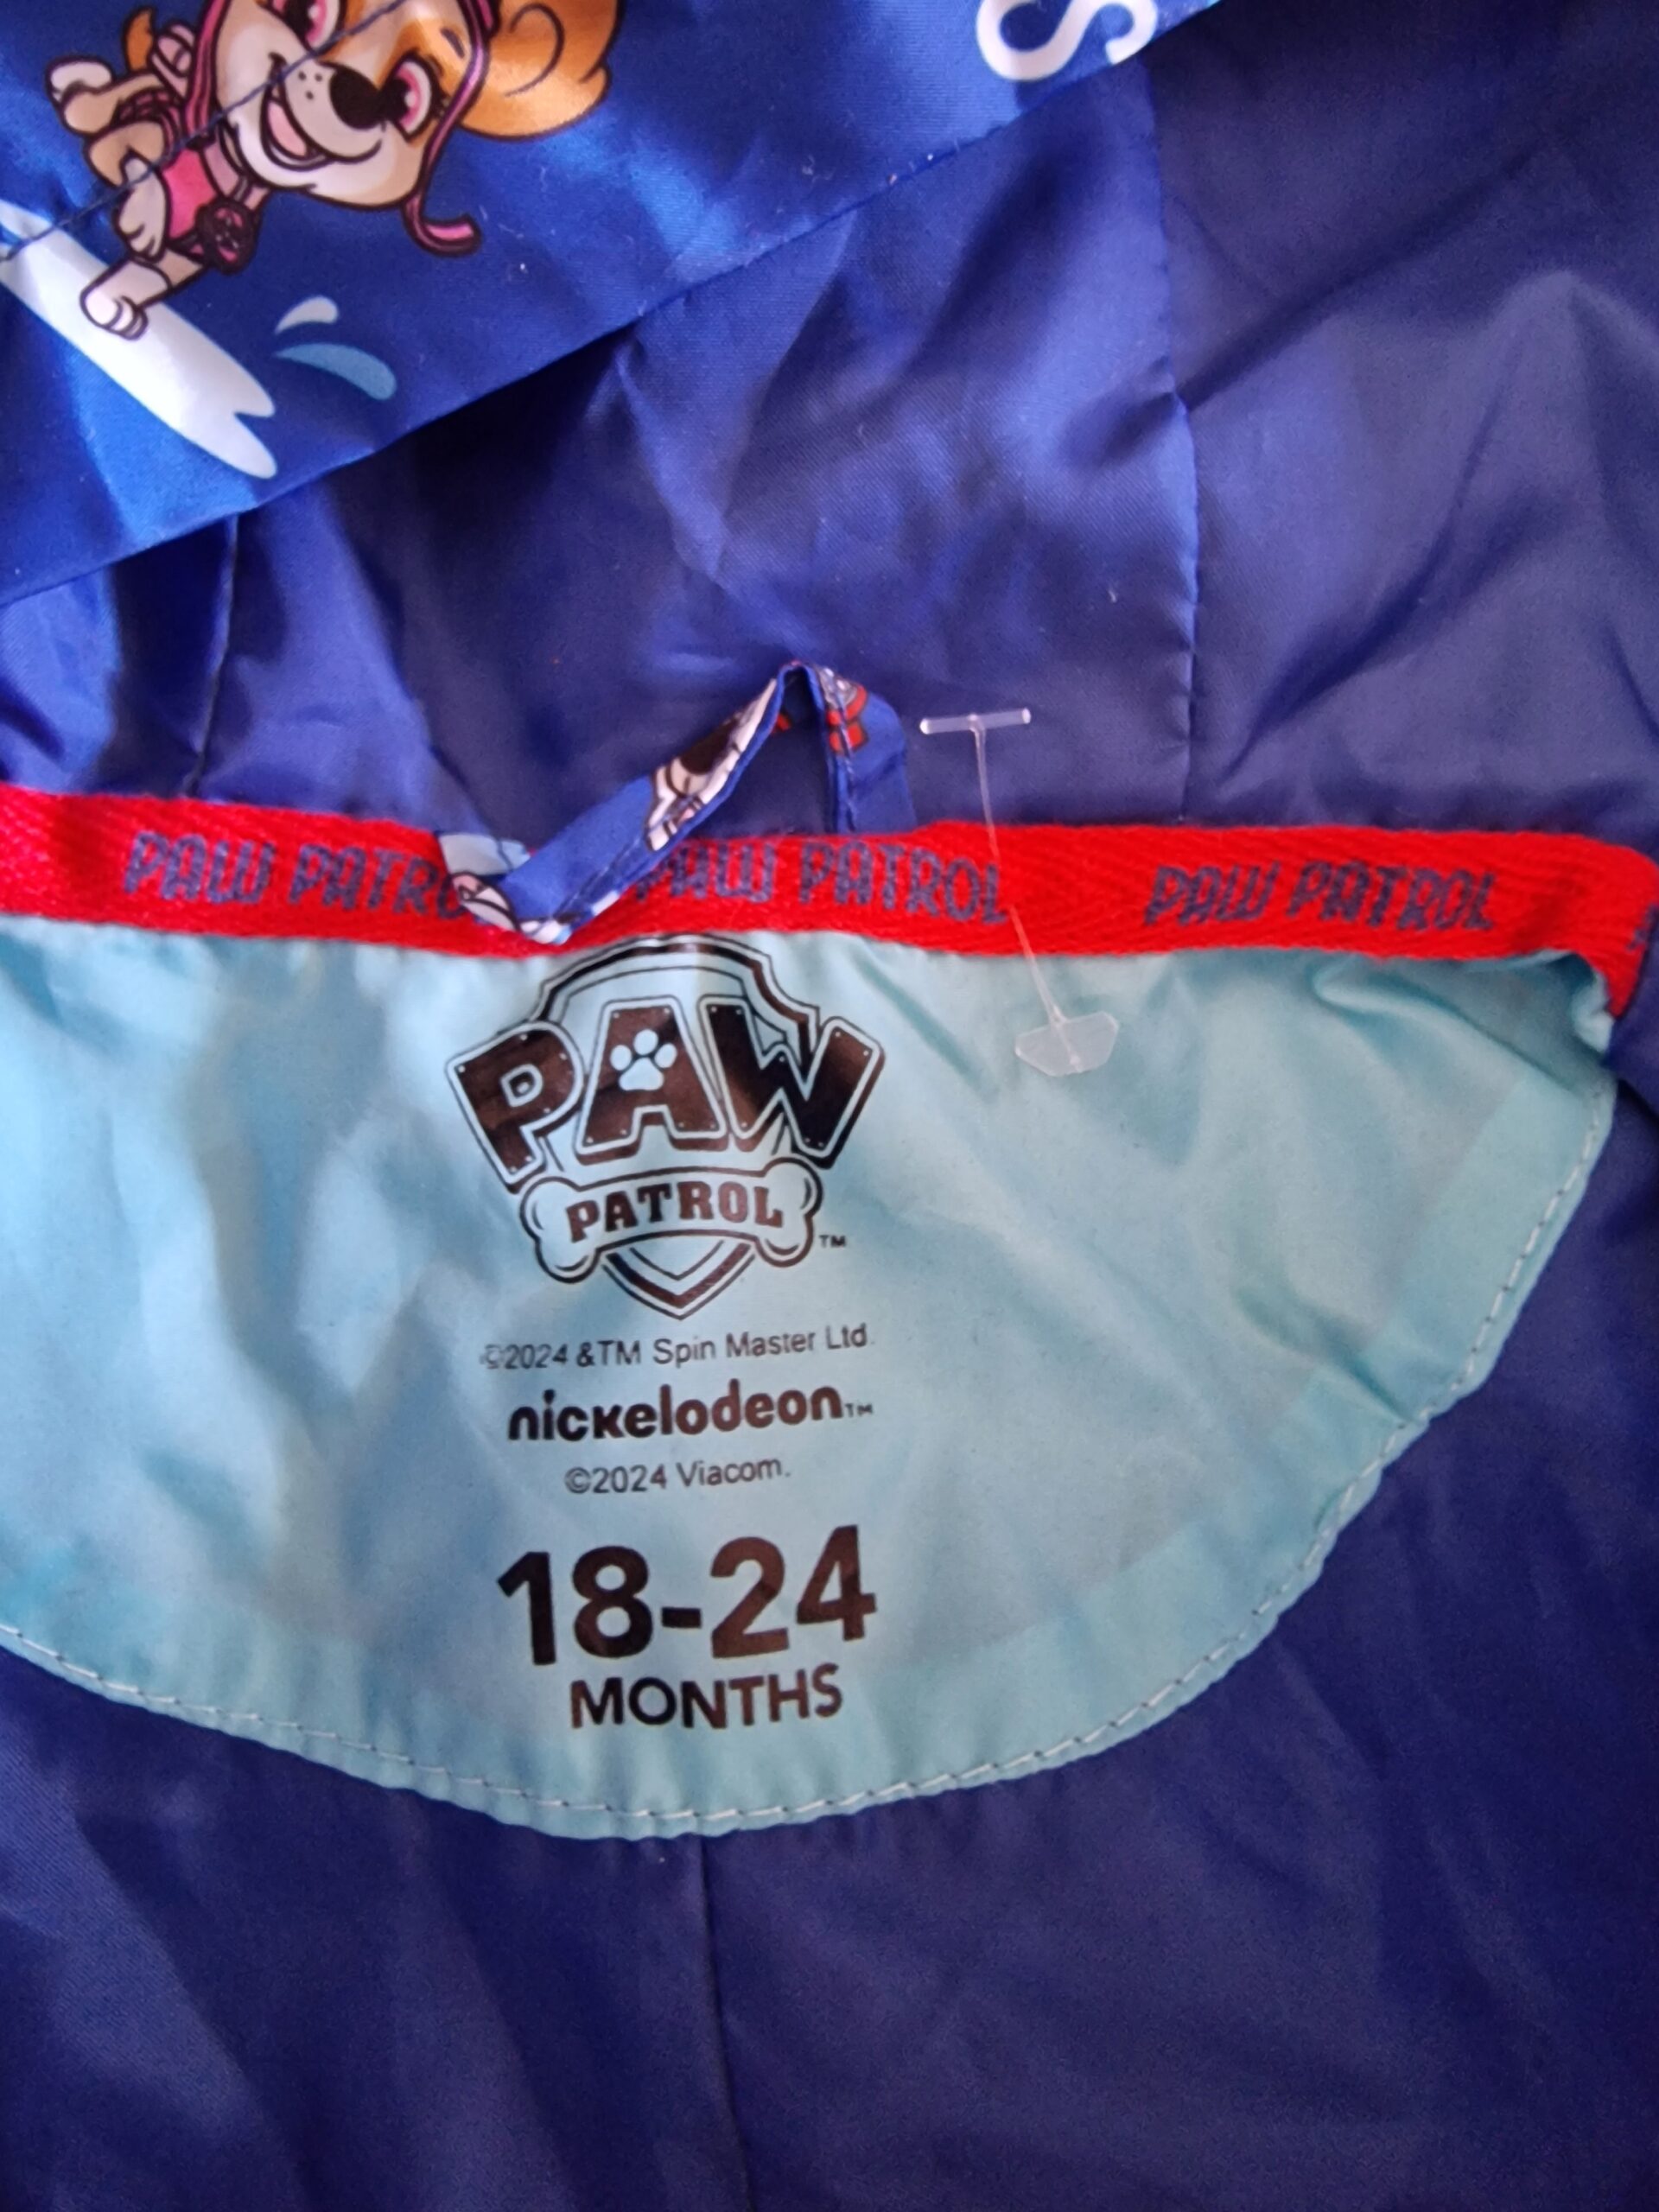 S
PAW PATROL PAW PATROL PAW PATROL
PAW
PATROL
TM
©2024 &TM Spin Master Ltd.
nickelodeon TM
©2024 Viacom.
18-24
MONTHS